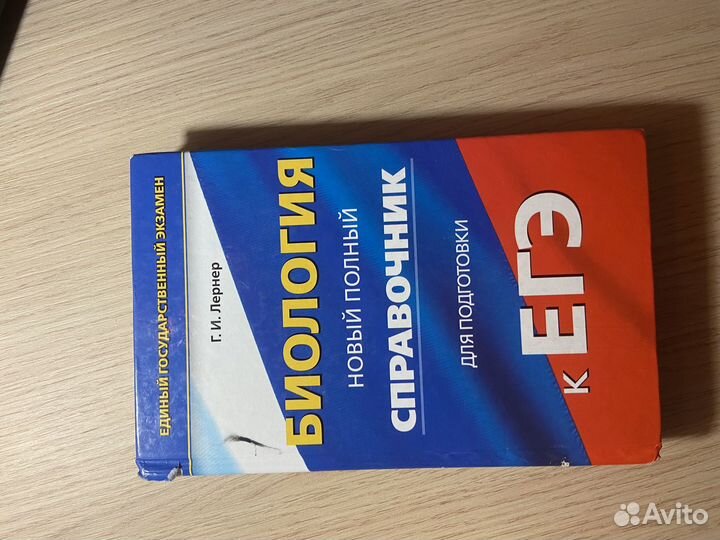 ЕДИНЫЙ ГОСУДАРСТВЕННЫЙ ЭКЗАМЕН
Г. И. Лернер
БИОЛОГИЯ
НОВЫЙ ПОЛНЫЙ
СПРАВОЧНИК
ДЛЯ ПОДГОТОВКИ
К ЕГЭ
Avito